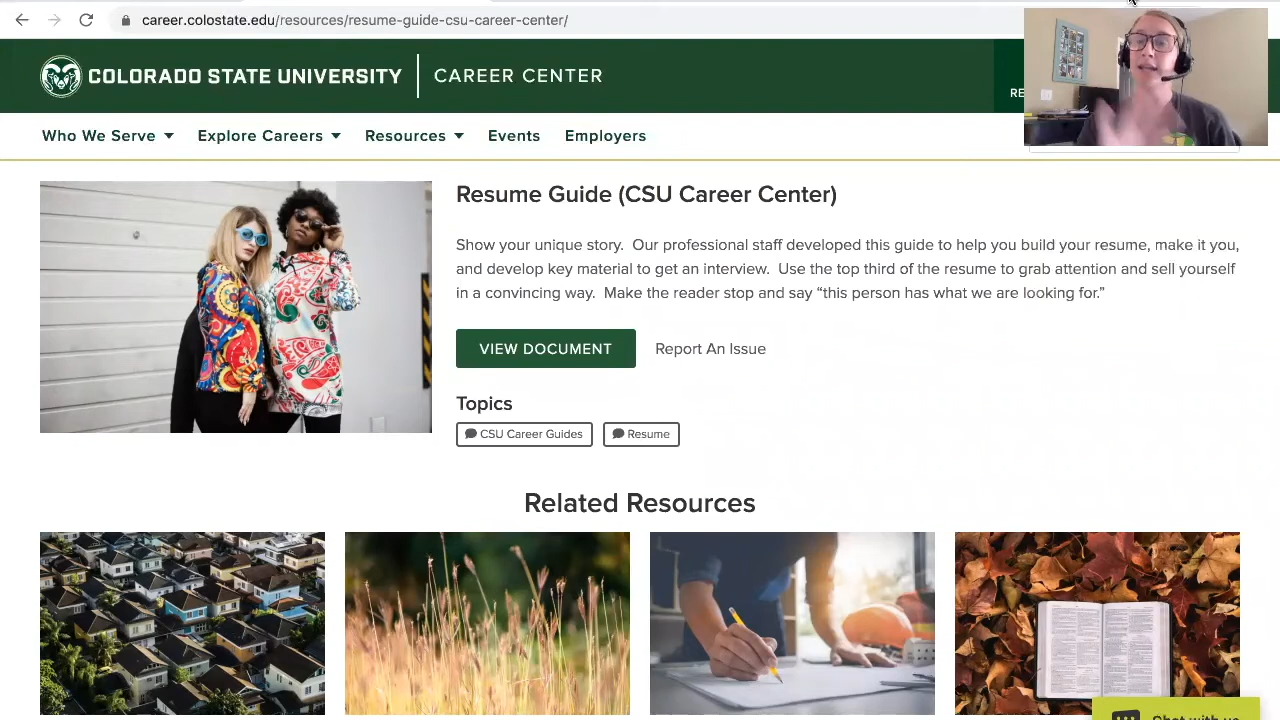 career.colostate.edu/resources/resume-guide-csu-career-center/
COLORADO STATE UNIVERSITY
CAREER CENTER
Who We Serve Explore Careers Resources Events Employers
Resume Guide (CSU Career Center)
Show your unique story. Our professional staff developed this guide to help you build your resume, make it you,
and develop key material to get an interview. Use the top third of the resume to grab attention and sell yourself
in a convincing way. Make the reader stop and say “this person has what we are looking for.”
VIEW DOCUMENT Report An Issue
Topics
CSU Career Guides Resume
Related Resources
Chat with us